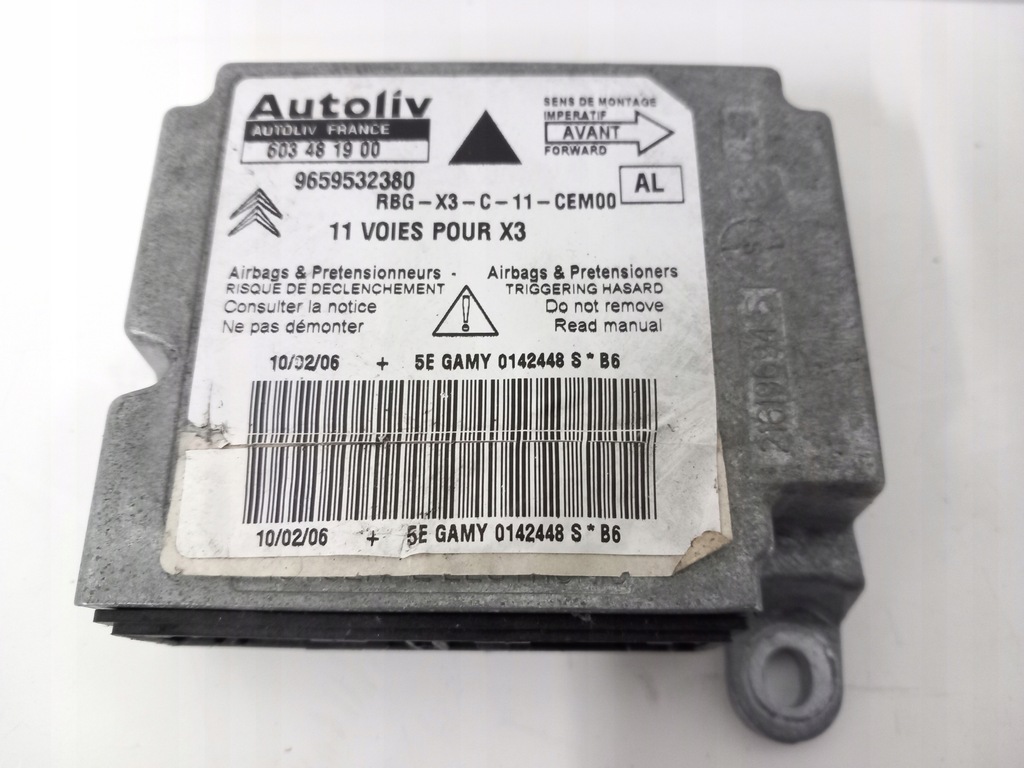 Autoliv
AUTOLIV FRANCE
603 48 19 00
SENS DE MONTAGE
IMPERATIF
AVANT
FORWARD
9659532380
AL
RBG-X3-C-11-CEM00
11 VOIES POUR X3
Airbags & Pretensionneurs - Airbags & Pretensioners
RISQUE DE DECLENCHEMENT TRIGGERING HASARD
Consulter la notice Do not remove
Ne pas démonter Read manual
10/02/06 + 5E GAMY 0142448 S * B6
10/02/06 + 5E GAMY 0142448 S * B6